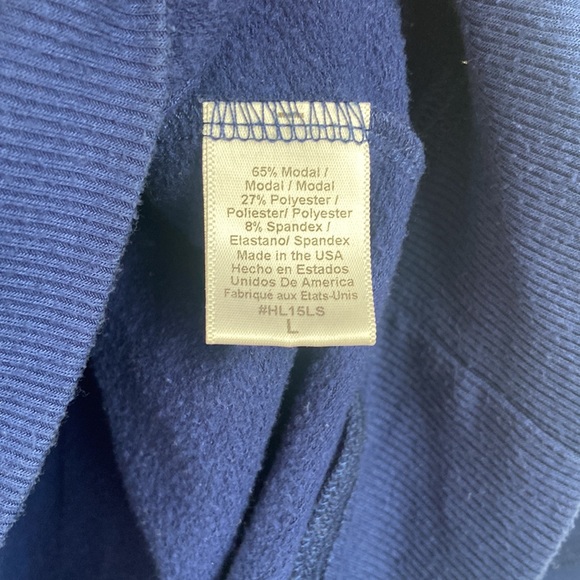 65% Modal /
Modal / Modal
27% Polyester /
Poliester/ Polyester
8% Spandex /
Elastano/ Spandex
Made in the USA
Hecho en Estados
Unidos De America
Fabriqué aux Etats-Unis
#HL15LS
L